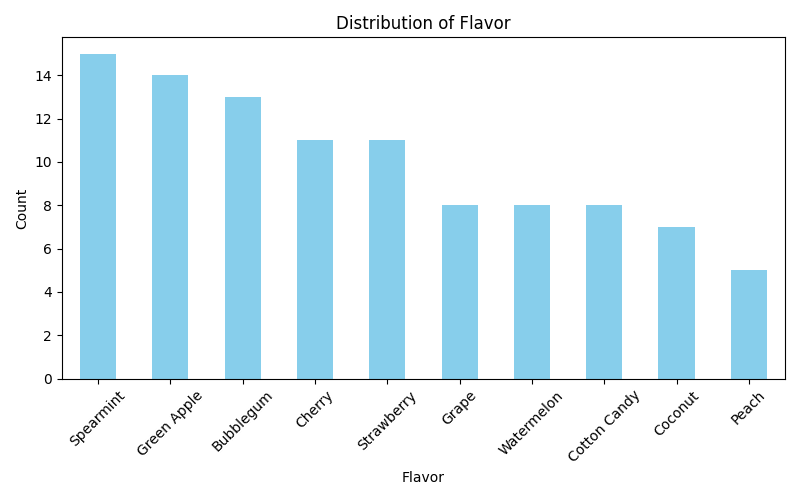 Distribution of Flavor
Count
14
12
10
8
6
4
2
0
Spearmint
Green Apple
Bubblegum
Cherry
Strawberry
Grape
Watermelon
Cotton Candy
Coconut
Peach
Flavor